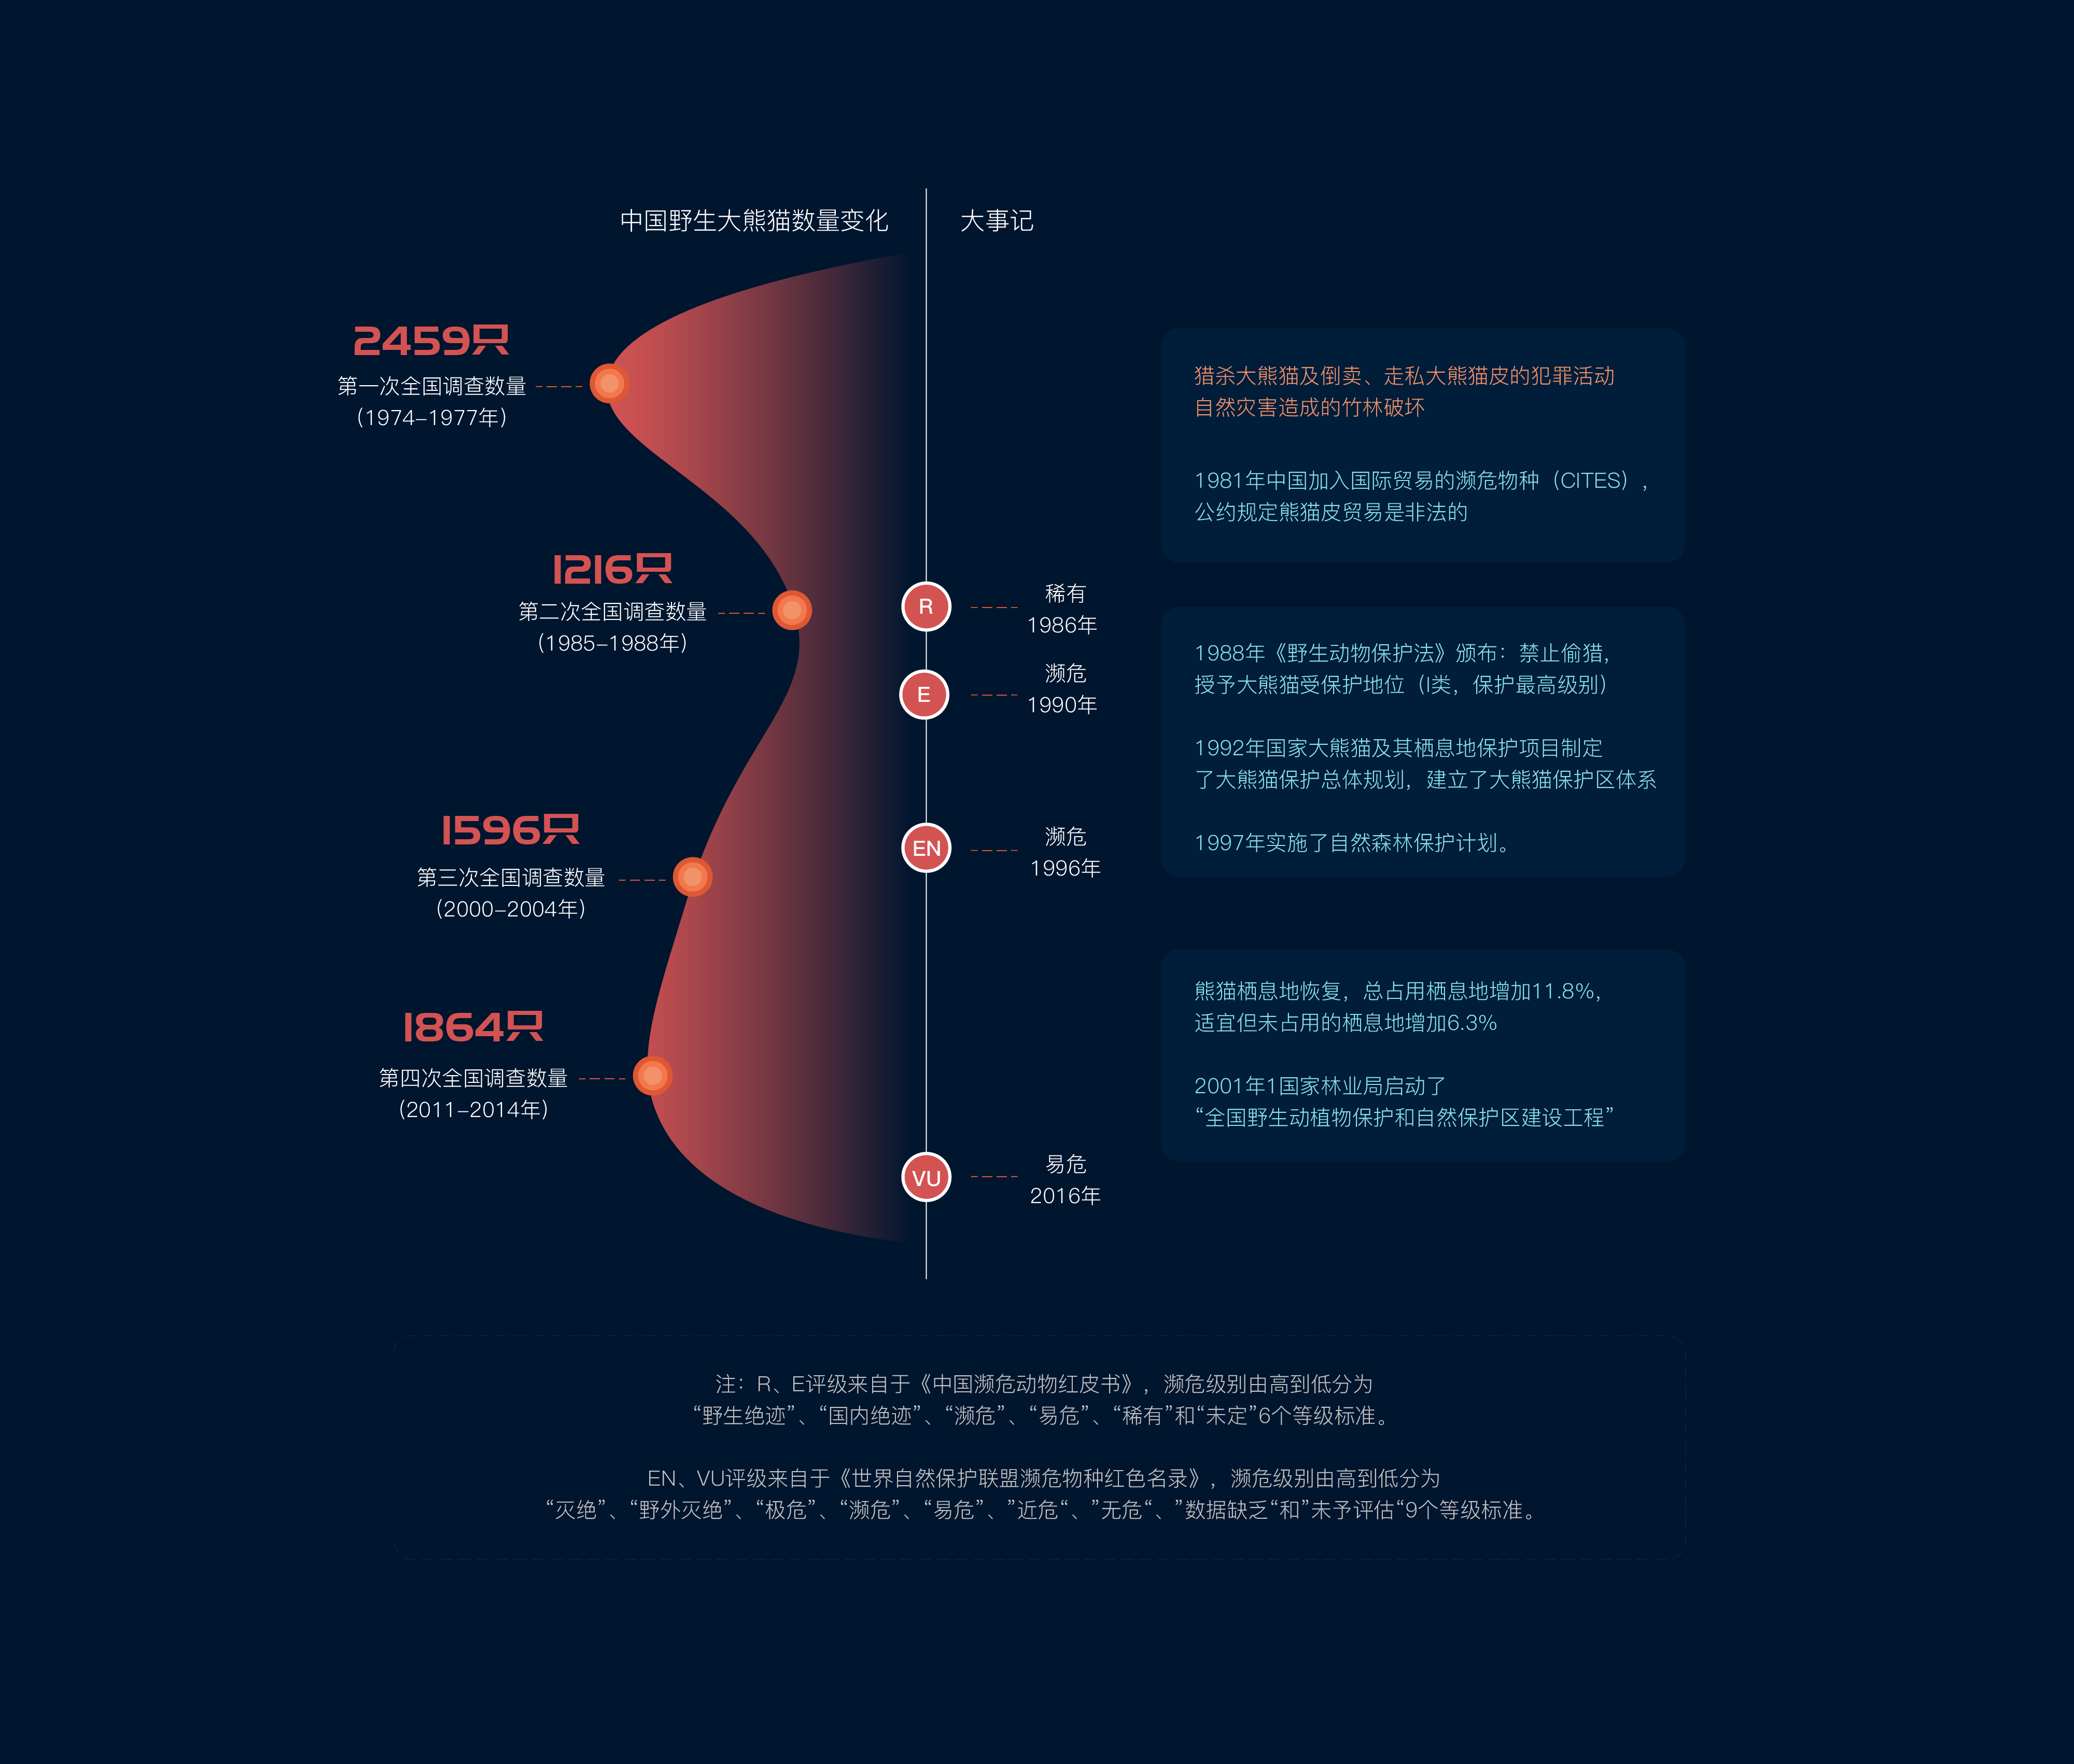 中国野生大熊猫数量变化
大事记
2459只
第一次全国调查数量
(1974–1977年)
1216只
第二次全国调查数量
(1985–1988年)
1596只
第三次全国调查数量
(2000–2004年)
1864只
第四次全国调查数量
(2011–2014年)
R
稀有
1986年
E
濒危
1990年
EN
濒危
1996年
VU
易危
2016年
猎杀大熊猫及倒卖、走私大熊猫皮的犯罪活动
自然灾害造成的竹林破坏
1981年中国加入国际贸易的濒危物种（CITES），
公约规定熊猫皮贸易是非法的
1988年《野生动物保护法》颁布：禁止偷猎，
授予大熊猫受保护地位（I类，保护最高级别）
1992年国家大熊猫及其栖息地保护项目制定
了大熊猫保护总体规划，建立了大熊猫保护区体系
1997年实施了自然森林保护计划。
熊猫栖息地恢复，总占用栖息地增加11.8%，
适宜但未占用的栖息地增加6.3%
2001年1国家林业局启动了
“全国野生动植物保护和自然保护区建设工程”
注：R、E评级来自于《中国濒危动物红皮书》，濒危级别由高到低分为
“野生绝迹”、“国内绝迹”、“濒危”、“易危”、“稀有”和“未定”6个等级标准。
EN、VU评级来自于《世界自然保护联盟濒危物种红色名录》，濒危级别由高到低分为
“灭绝”、“野外灭绝”、“极危”、“濒危”、“易危”、”近危“、”无危“、”数据缺乏“和”未予评估“9个等级标准。